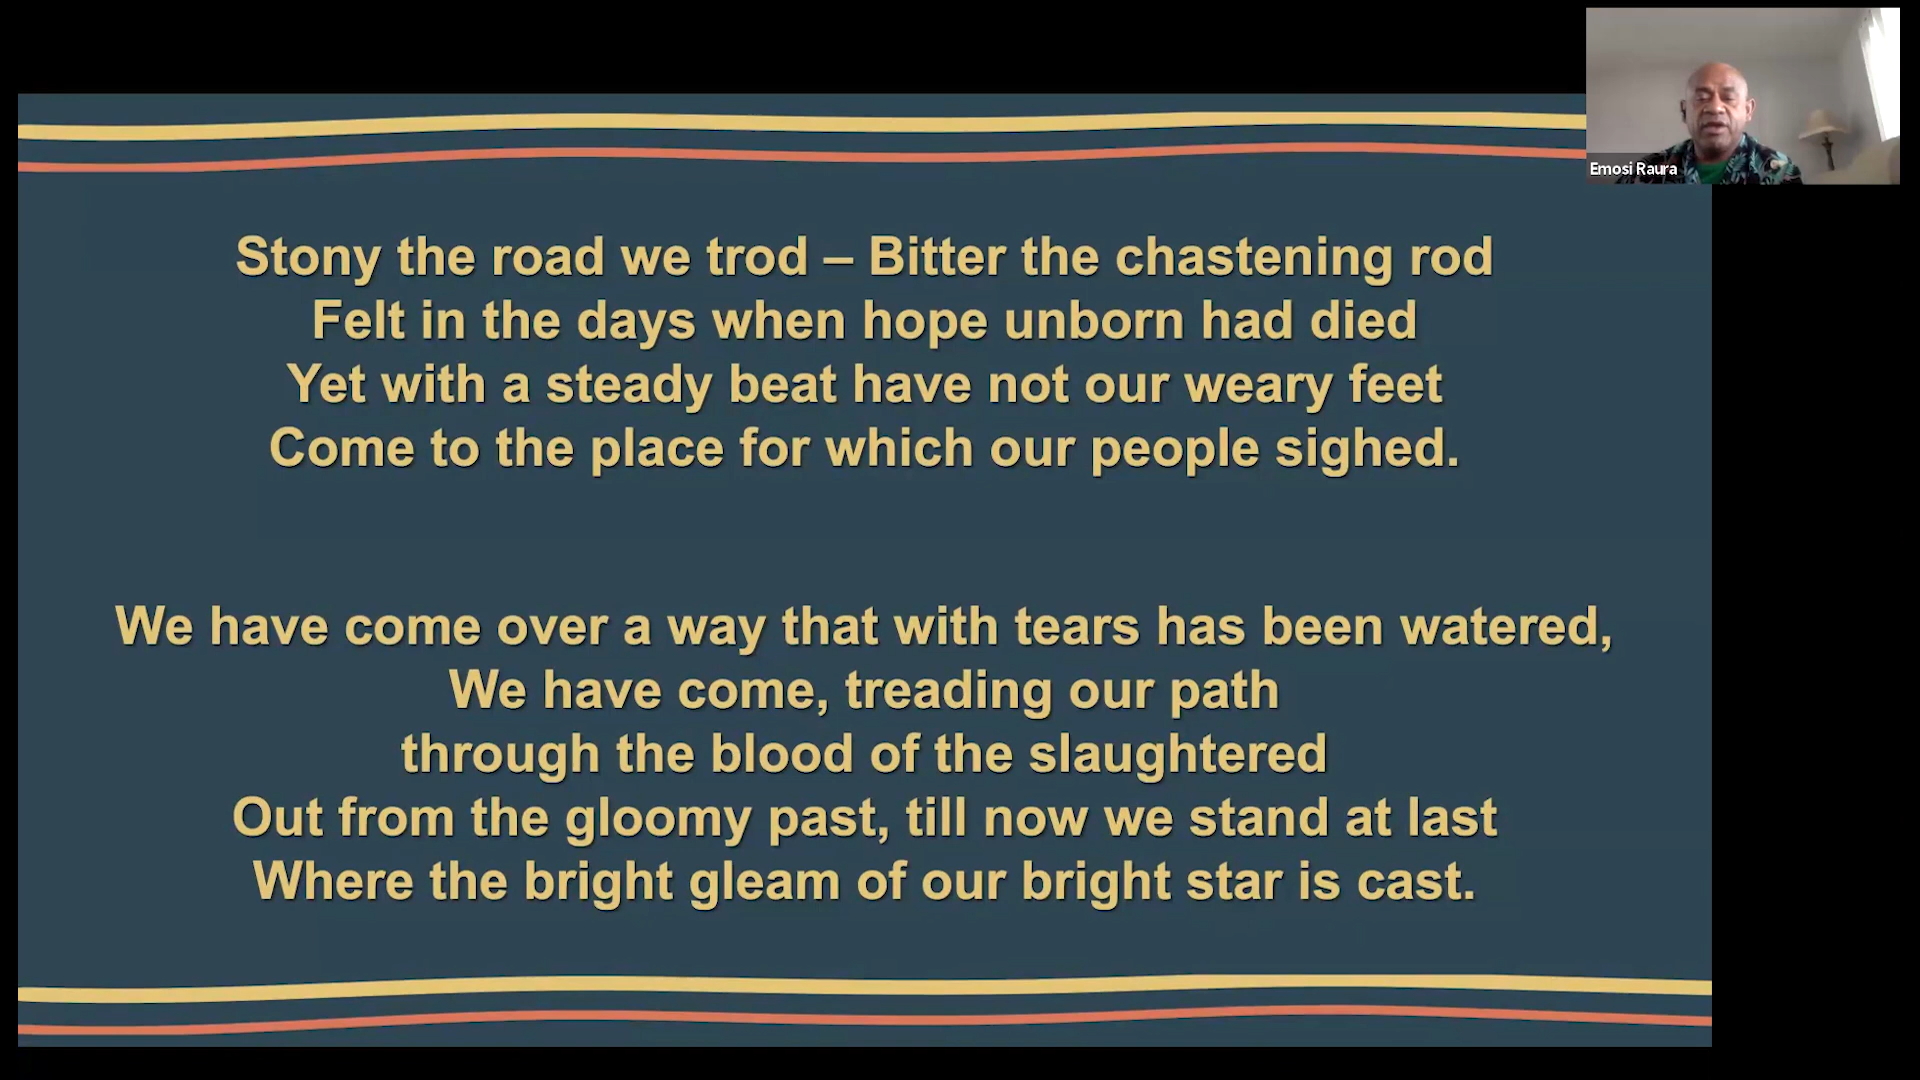 Emosi Raura
Stony the road we trod – Bitter the chastening rod
Felt in the days when hope unborn had died
Yet with a steady beat have not our weary feet
Come to the place for which our people sighed.
We have come over a way that with tears has been watered,
We have come, treading our path
through the blood of the slaughtered
Out from the gloomy past, till now we stand at last
Where the bright gleam of our bright star is cast.